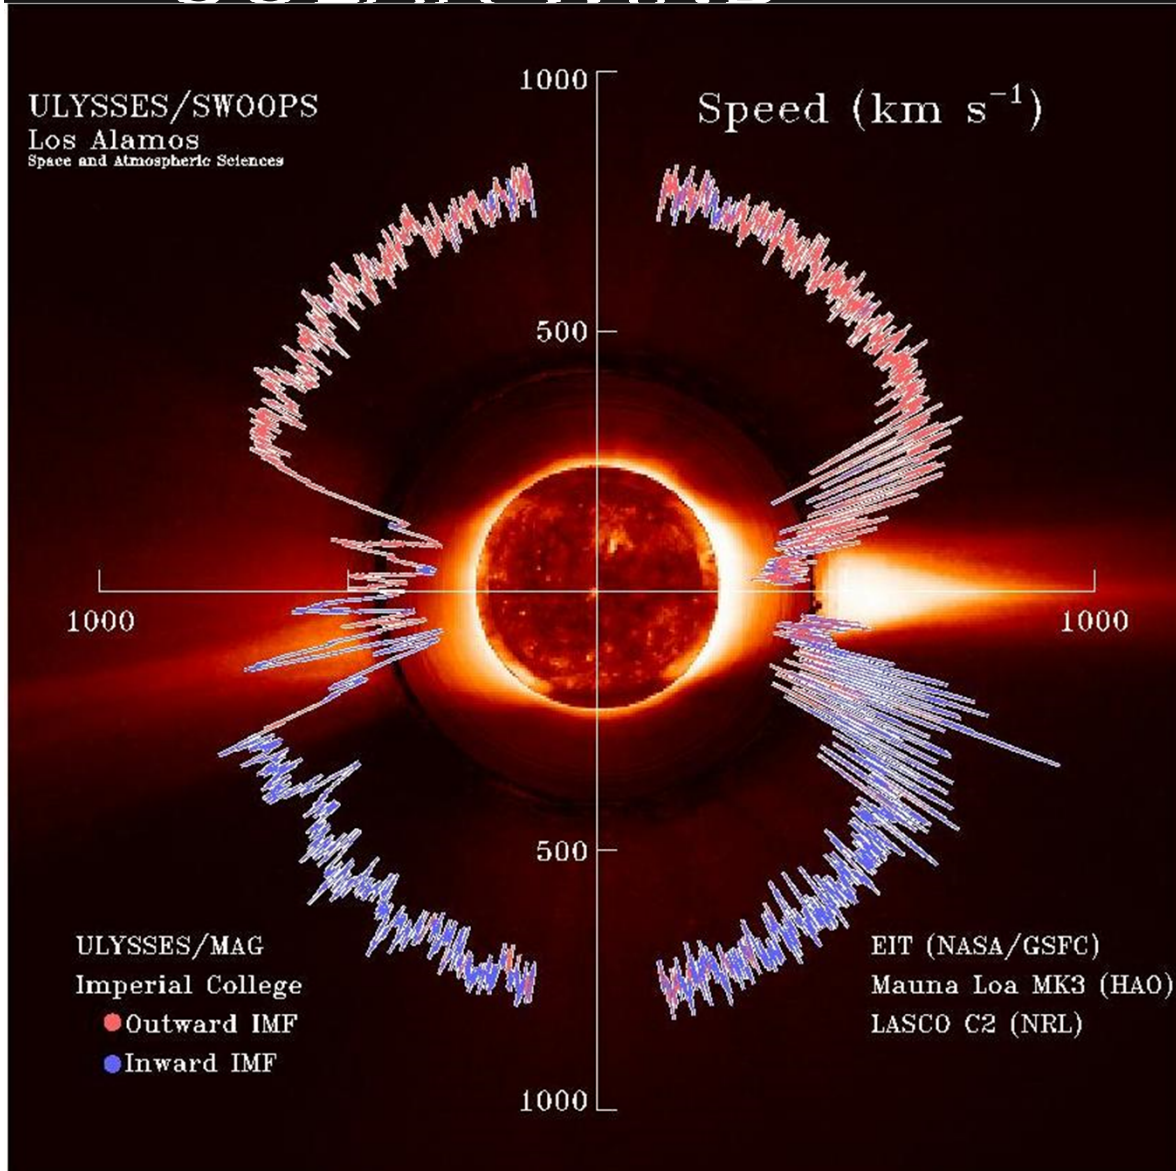 ULYSSES/SWOOPS
Los Alamos
Space and Atmospheric Sciences
Speed (km s⁻¹)
1000
500
1000
1000
500
1000
ULYSSES/MAG
Imperial College
Outward IMF
Inward IMF
EIT (NASA/GSFC)
Mauna Loa MK3 (HAO)
LASCO C2 (NRL)